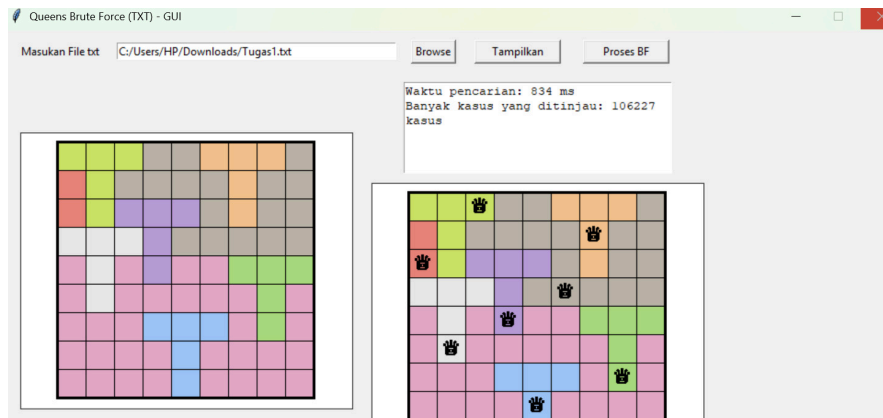 Queens Brute Force (TXT) - GUI
Masukan File txt C:/Users/HP/Downloads/Tugas1.txt Browse Tampilkan Proses BF
Waktu pencarian: 834 ms
Banyak kasus yang ditinjau: 106227
kasus